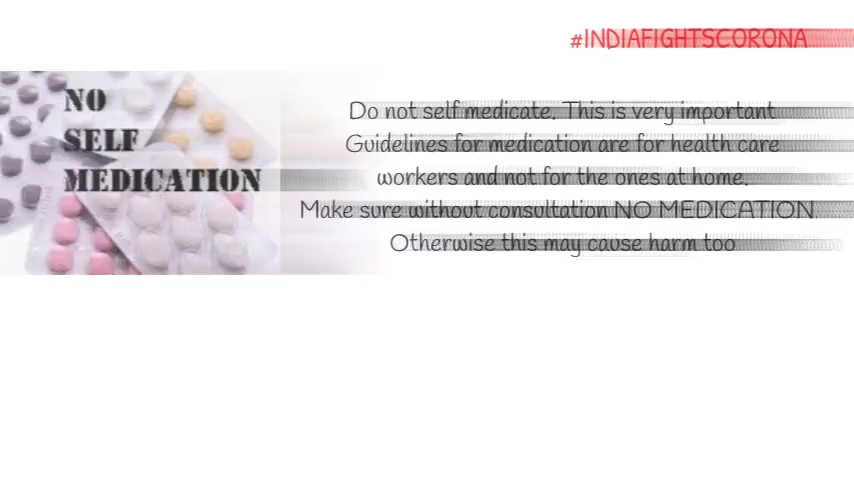 #INDIAFIGHTSCORONA
NO
SELF
MEDICATION
Do not self medicate. This is very important
Guidelines for medication are for health care
workers and not for the ones at home.
Make sure without consultation NO MEDICATION.
Otherwise this may cause harm too